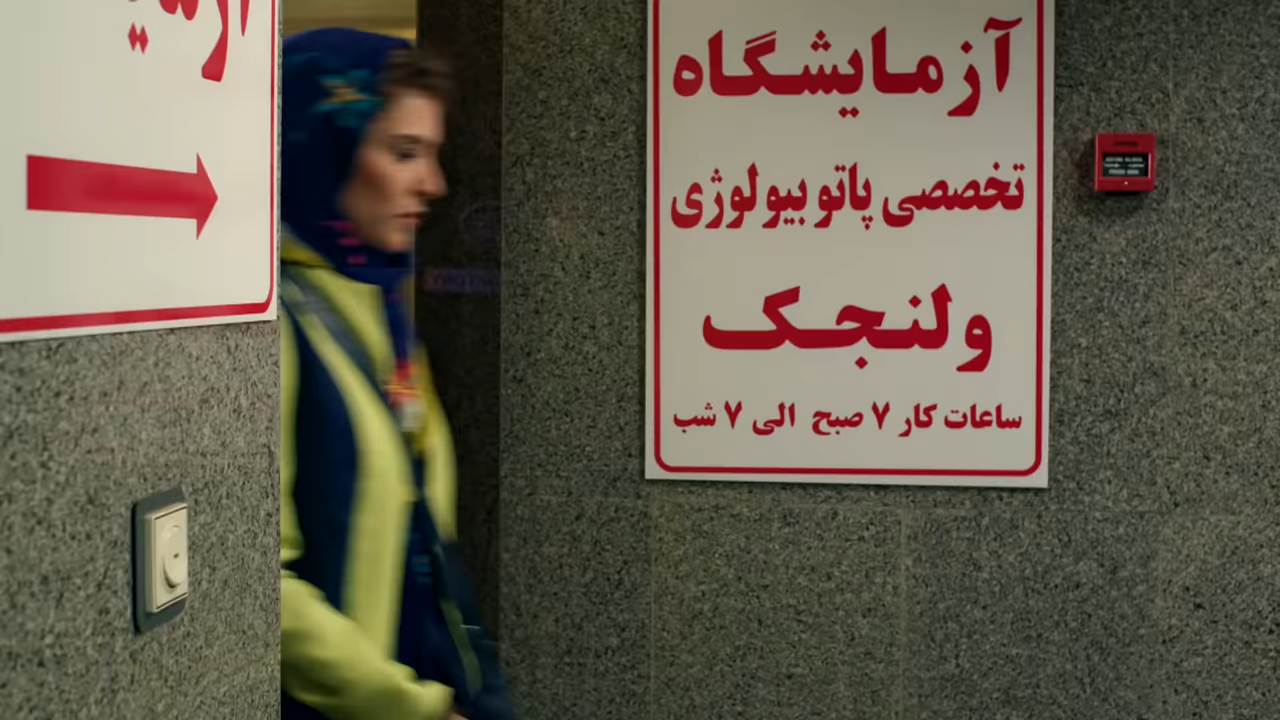 آزمایشگاه
تخصصی پاتوبیولوژی
ولنجک
ساعات کار ۷ صبح الی ۷ شب